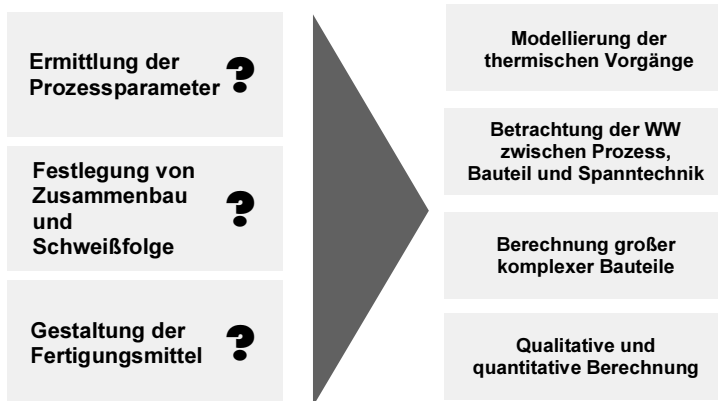 Ermittlung der
Prozessparameter ?
Festlegung von
Zusammenbau
und
Schweißfolge ?
Gestaltung der
Fertigungsmittel ?
Modellierung der
thermischen Vorgänge
Betrachtung der WW
zwischen Prozess,
Bauteil und Spanntechnik
Berechnung großer
komplexer Bauteile
Qualitative und
quantitative Berechnung